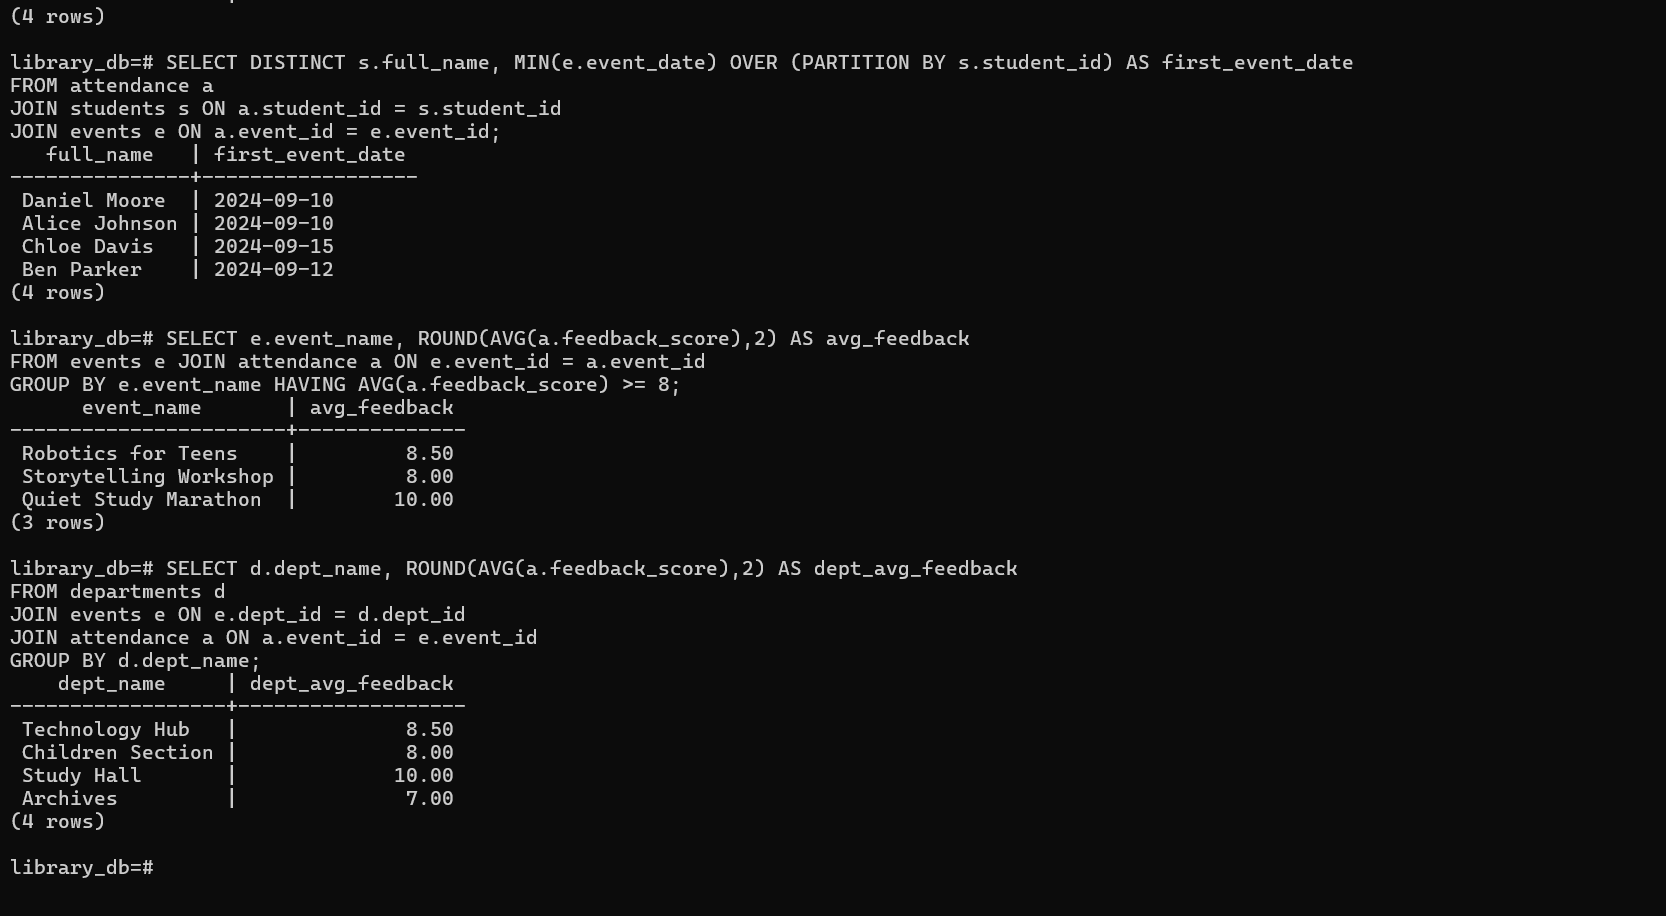 (4 rows)

library_db=# SELECT DISTINCT s.full_name, MIN(e.event_date) OVER (PARTITION BY s.student_id) AS first_event_date
FROM attendance a
JOIN students s ON a.student_id = s.student_id
JOIN events e ON a.event_id = e.event_id;
   full_name   | first_event_date
---------------+------------------
 Daniel Moore  | 2024-09-10
 Alice Johnson | 2024-09-10
 Chloe Davis   | 2024-09-15
 Ben Parker    | 2024-09-12
(4 rows)

library_db=# SELECT e.event_name, ROUND(AVG(a.feedback_score),2) AS avg_feedback
FROM events e JOIN attendance a ON e.event_id = a.event_id
GROUP BY e.event_name HAVING AVG(a.feedback_score) >= 8;
      event_name       | avg_feedback
-----------------------+--------------
 Robotics for Teens    |         8.50
 Storytelling Workshop |         8.00
 Quiet Study Marathon  |        10.00
(3 rows)

library_db=# SELECT d.dept_name, ROUND(AVG(a.feedback_score),2) AS dept_avg_feedback
FROM departments d
JOIN events e ON e.dept_id = d.dept_id
JOIN attendance a ON a.event_id = e.event_id
GROUP BY d.dept_name;
    dept_name     | dept_avg_feedback
------------------+-------------------
 Technology Hub   |              8.50
 Children Section |              8.00
 Study Hall       |             10.00
 Archives         |              7.00
(4 rows)

library_db=#